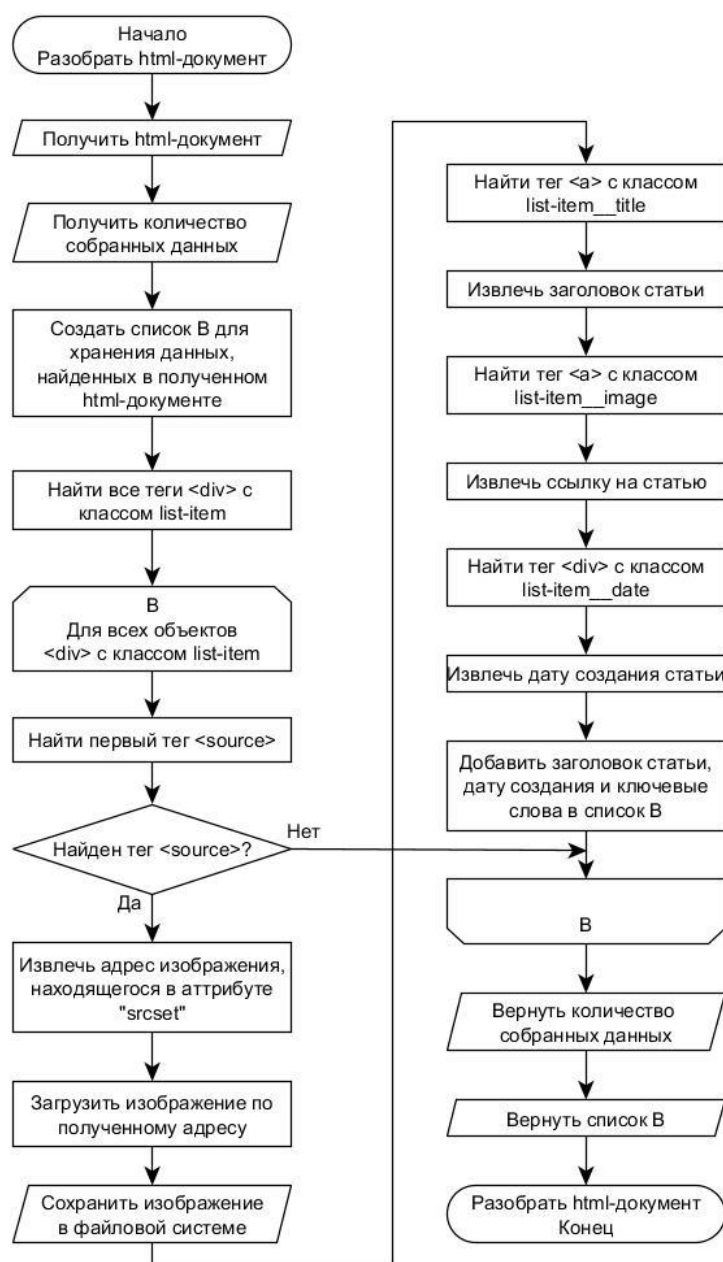 Начало
Разобрать html-документ
Получить html-документ
Получить количество
собранных данных
Создать список В для
хранения данных,
найденных в полученном
html-документе
Найти все теги <div> с
классом list-item
В
Для всех объектов
<div> с классом list-item
Найти первый тег <source>
Найден тег <source>?
Нет
Да
Извлечь адрес изображения,
находящегося в аттрибуте
"srcset"
Загрузить изображение по
полученному адресу
Сохранить изображение
в файловой системе
Найти тег <a> с классом
list-item__title
Извлечь заголовок статьи
Найти тег <a> с классом
list-item__image
Извлечь ссылку на статью
Найти тег <div> с классом
list-item__date
Извлечь дату создания статьи
Добавить заголовок статьи,
дату создания и ключевые
слова в список В
В
Вернуть количество
собранных данных
Вернуть список В
Разобрать html-документ
Конец